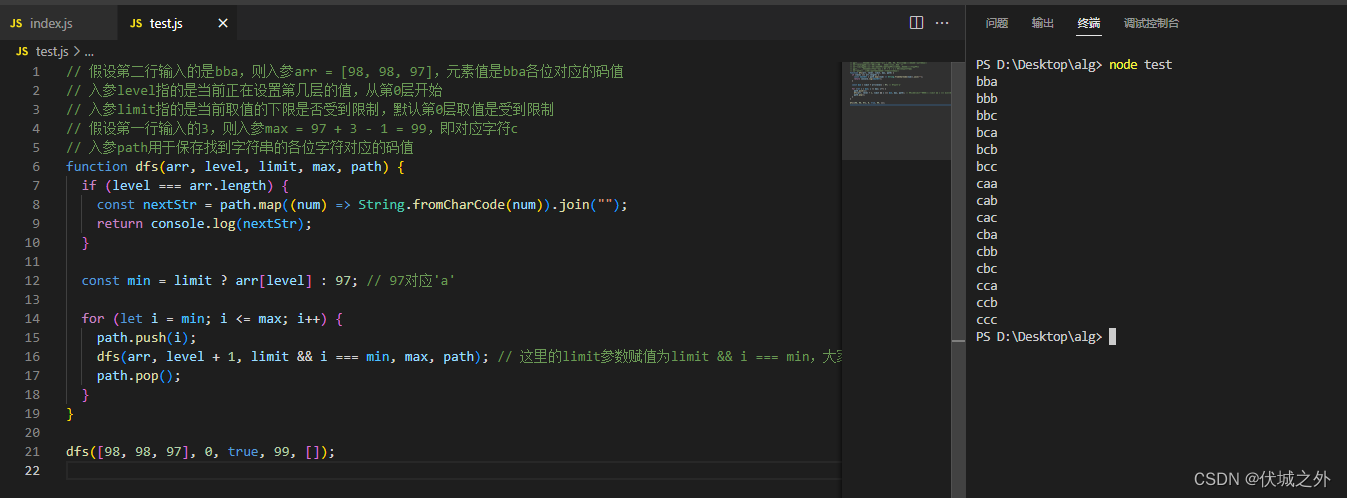 JS index.js
JS test.js
JS test.js > ...
1 // 假设第二行输入的是bba，则入参arr = [98, 98, 97]，元素值是bba各位对应的码值
2 // 入参level指的是当前正在设置第几层的值，从第0层开始
3 // 入参limit指的是当前取值的下限是否受到限制，默认第0层取值是受到限制
4 // 假设第一行输入的3，则入参max = 97 + 3 - 1 = 99，即对应字符c
5 // 入参path用于保存找到字符串的各位字符对应的码值
6 function dfs(arr, level, limit, max, path) {
7 if (level === arr.length) {
8 const nextStr = path.map((num) => String.fromCharCode(num)).join("");
9 return console.log(nextStr);
10 }
11
12 const min = limit ? arr[level] : 97; // 97对应'a'
13
14 for (let i = min; i <= max; i++) {
15 path.push(i);
16 dfs(arr, level + 1, limit && i === min, max, path); // 这里的limit参数赋值为limit && i === min，大
17 path.pop();
18 }
19 }
20
21 dfs([98, 98, 97], 0, true, 99, []);
22
问题 输出 终端 调试控制台
PS D:\Desktop\alg> node test
bba
bbb
bbc
bca
bcb
bcc
caa
cab
cac
cba
cbb
cbc
cca
ccb
ccc
PS D:\Desktop\alg>
CSDN @伏城之外